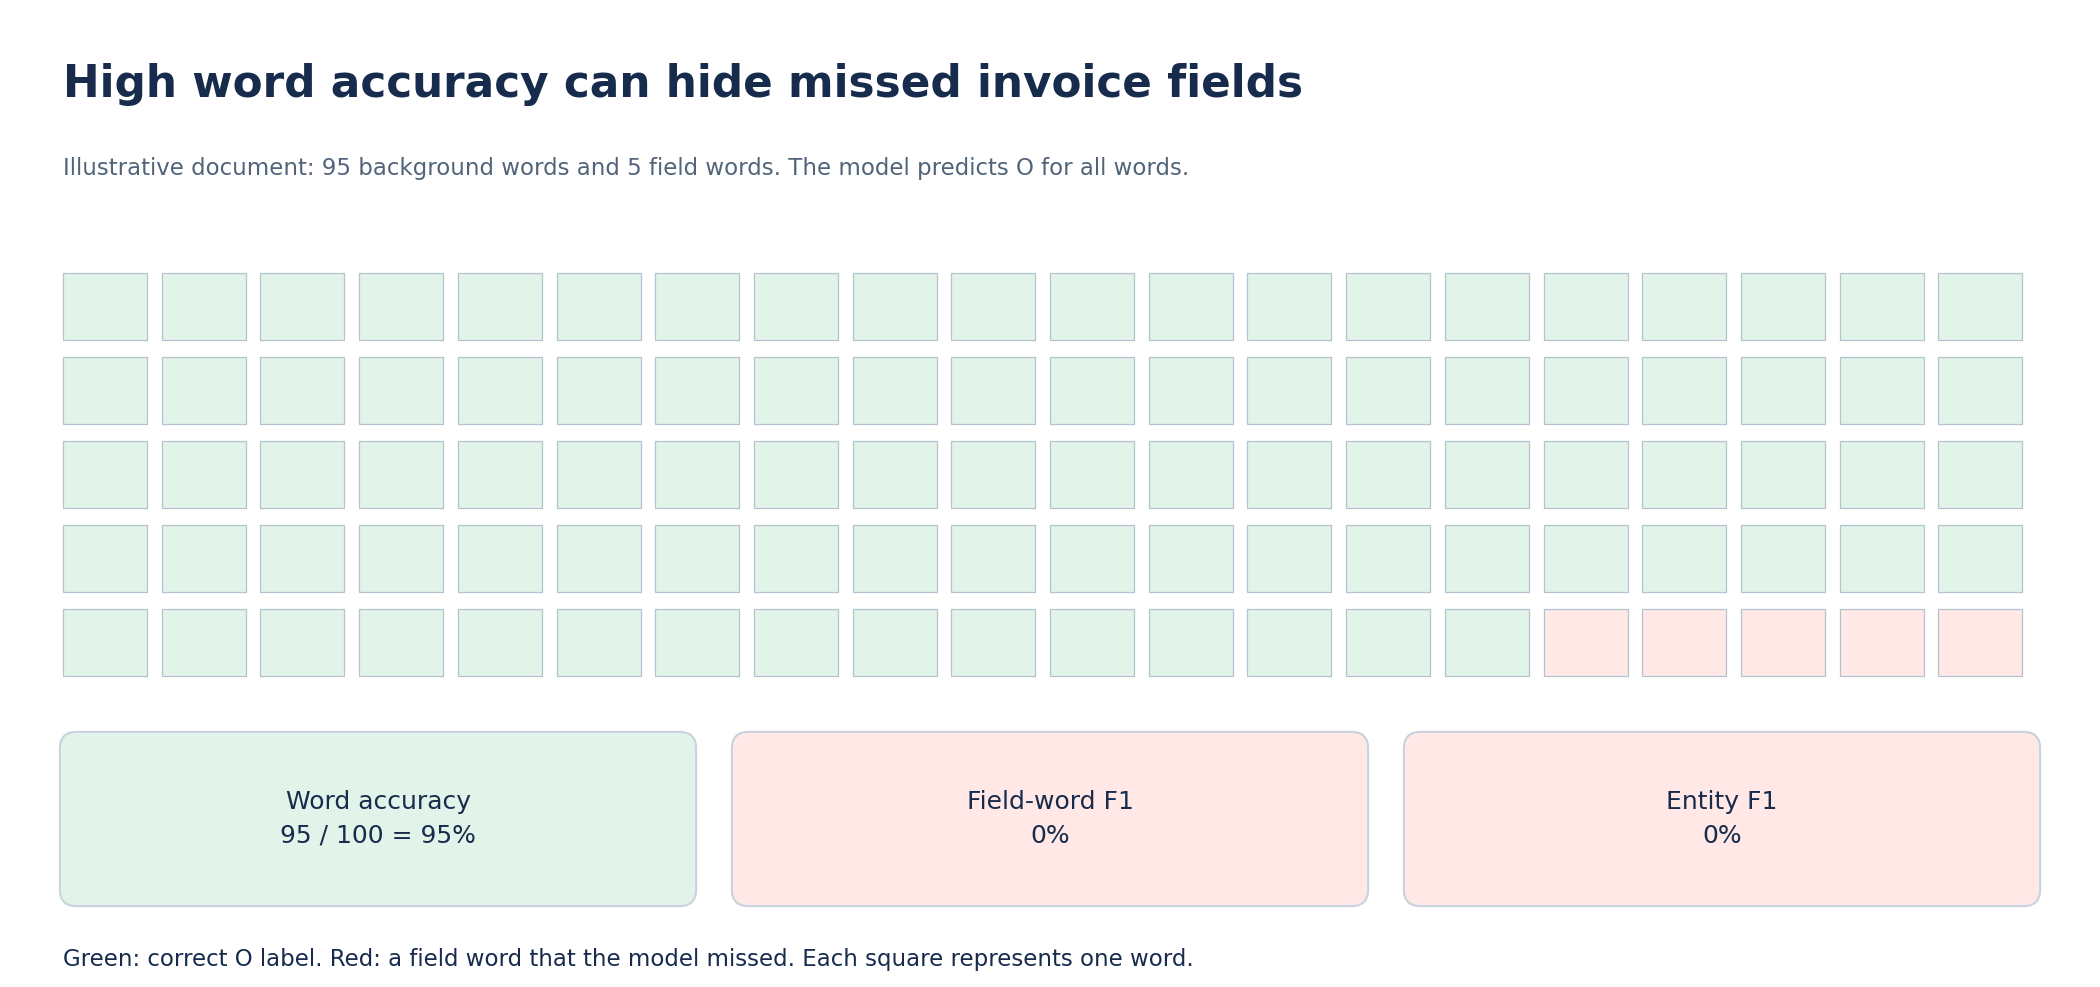 High word accuracy can hide missed invoice fields
Illustrative document: 95 background words and 5 field words. The model predicts O for all words.
Word accuracy
95 / 100 = 95%
Field-word F1
0%
Entity F1
0%
Green: correct O label. Red: a field word that the model missed. Each square represents one word.